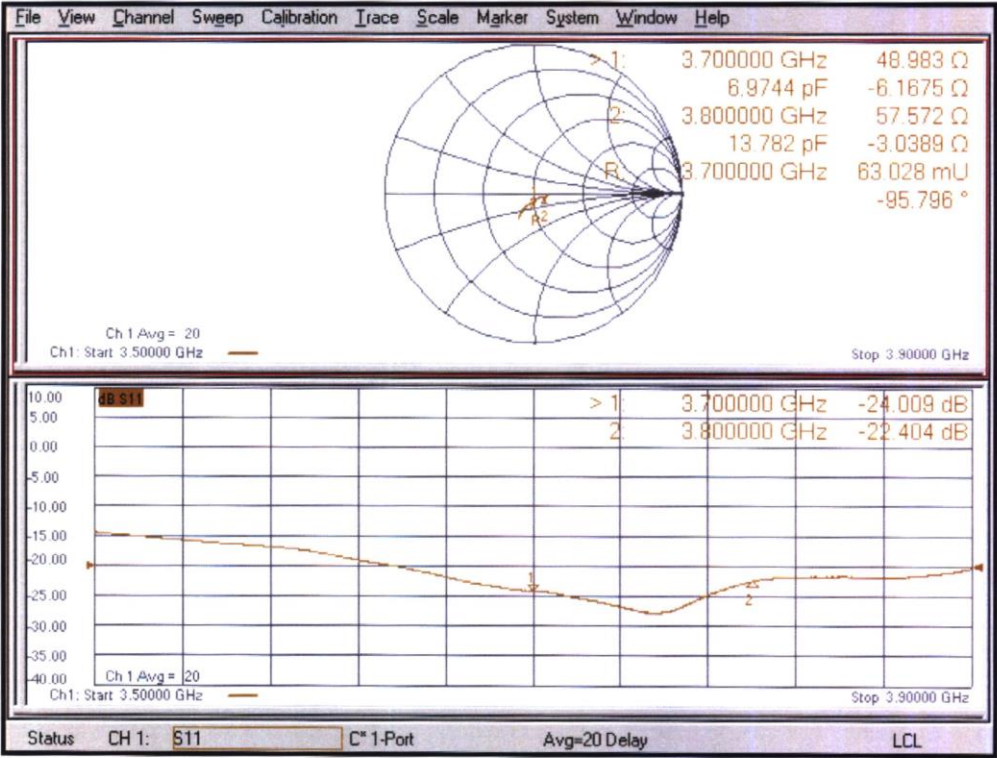 File View Channel Sweep Calibration Trace Scale Marker System Window Help
> 1: 3.700000 GHz 48.983 Ω
6.9744 pF -6.1675 Ω
2: 3.800000 GHz 57.572 Ω
13.782 pF -3.0389 Ω
R: 3.700000 GHz 63.028 mU
-95.796 °
R2
Ch 1 Avg = 20
Ch1: Start 3.50000 GHz
Stop 3.90000 GHz
10.00
dB S11
> 1: 3.700000 GHz -24.009 dB
5.00
2: 3.800000 GHz -22.404 dB
0.00
-5.00
-10.00
-15.00
-20.00
1
-25.00
2
-30.00
-35.00
-40.00
Ch 1 Avg = 20
Ch1: Start 3.50000 GHz
Stop 3.90000 GHz
Status CH 1: S11 C* 1-Port Avg=20 Delay LCL